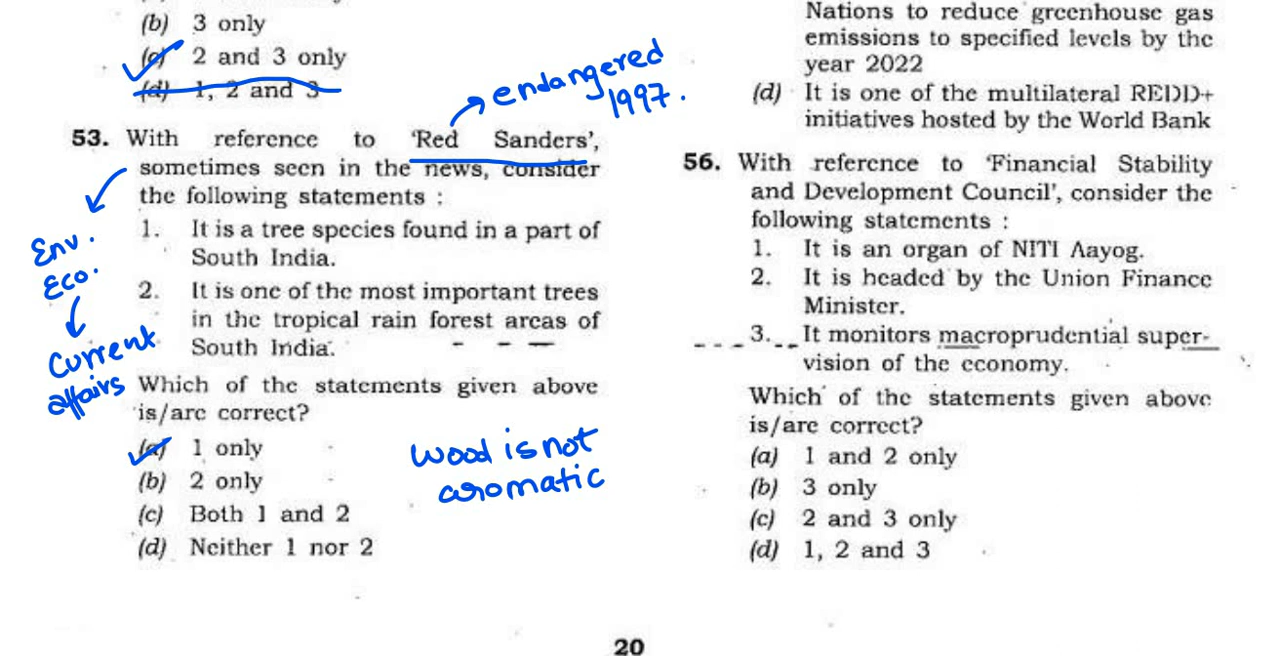 (b) 3 only
(c) 2 and 3 only
(d) 1, 2 and 3
endangered
1997.
53. With reference to 'Red Sanders',
sometimes seen in the news, consider
the following statements :
1. It is a tree species found in a part of
South India.
2. It is one of the most important trees
in the tropical rain forest areas of
South India.
Env.
Eco.
Current
affairs
Which of the statements given above
is/are correct?
(a) 1 only
(b) 2 only
(c) Both 1 and 2
(d) Neither 1 nor 2
wood is not
aromatic
Nations to reduce greenhouse gas
emissions to specified levels by the
year 2022
(d) It is one of the multilateral REDD+
initiatives hosted by the World Bank
56. With reference to 'Financial Stability
and Development Council', consider the
following statements :
1. It is an organ of NITI Aayog.
2. It is headed by the Union Finance
Minister.
3. It monitors macroprudential super-
vision of the economy.
Which of the statements given above
is/are correct?
(a) 1 and 2 only
(b) 3 only
(c) 2 and 3 only
(d) 1, 2 and 3
20